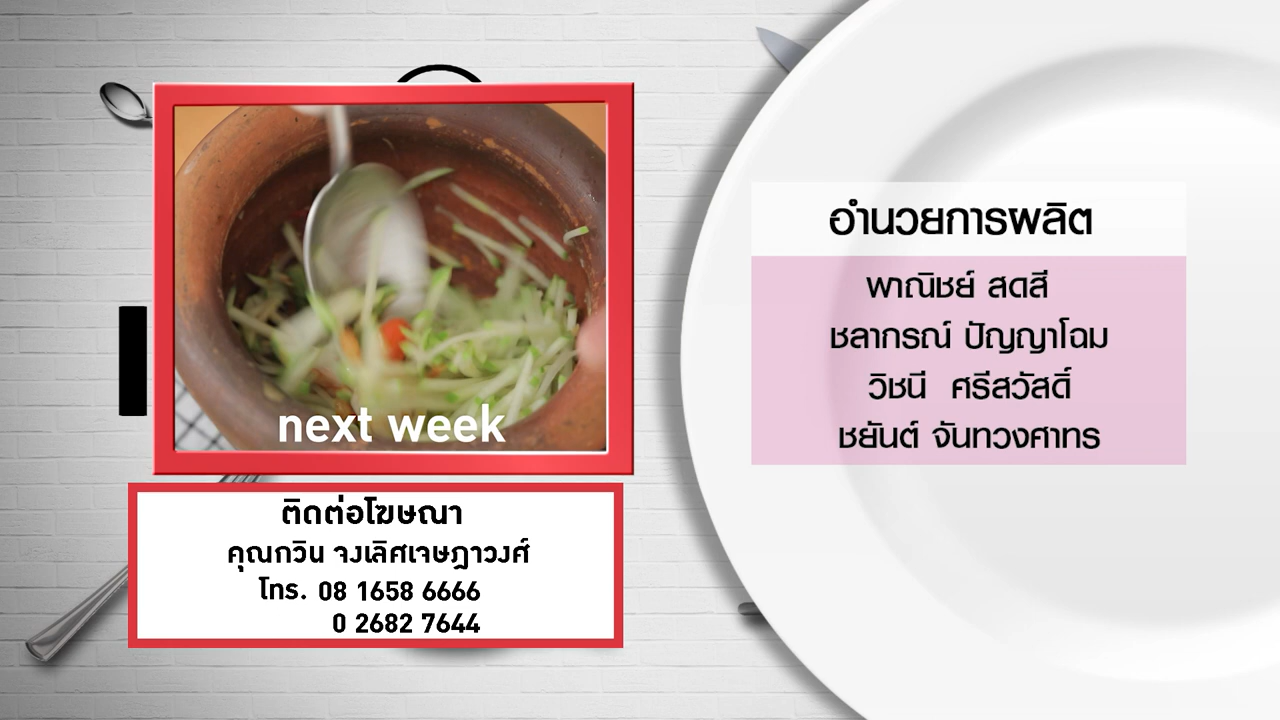 next week
ติดต่อโฆษณา
คุณกวิน จงเลิศเจษฎาวงศ์
โทร. 08 1658 6666
0 2682 7644
อำนวยการผลิต
พาณิชย์ สดสี
ชลากรณ์ ปัญญาโฉม
วิชนี ศรีสวัสดิ์
ชยันต์ จันทวงศาทร